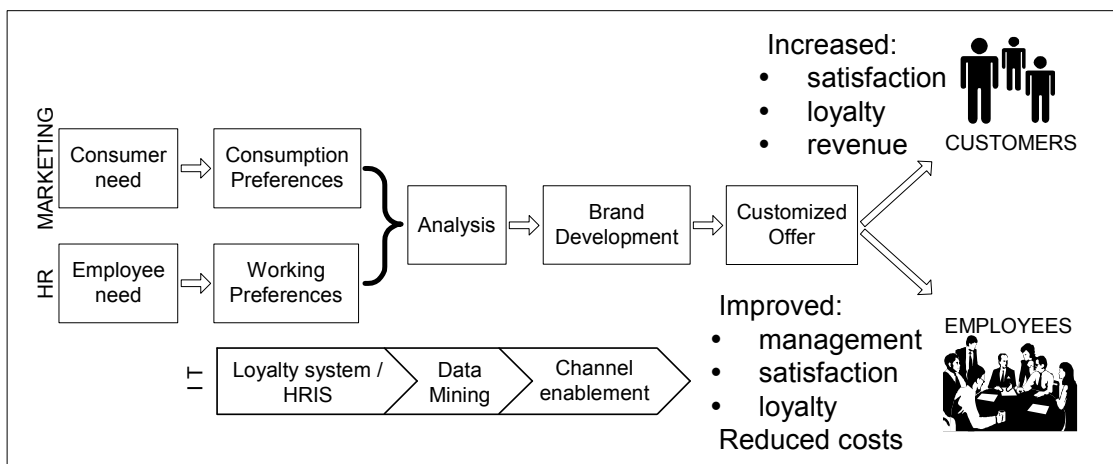 Increased:
• satisfaction
• loyalty
• revenue
CUSTOMERS
MARKETING
Consumer
need
Consumption
Preferences
HR
Employee
need
Working
Preferences
Analysis
Brand
Development
Customized
Offer
Improved:
• management
• satisfaction
• loyalty
Reduced costs
EMPLOYEES
I T
Loyalty system /
HRIS
Data
Mining
Channel
enablement